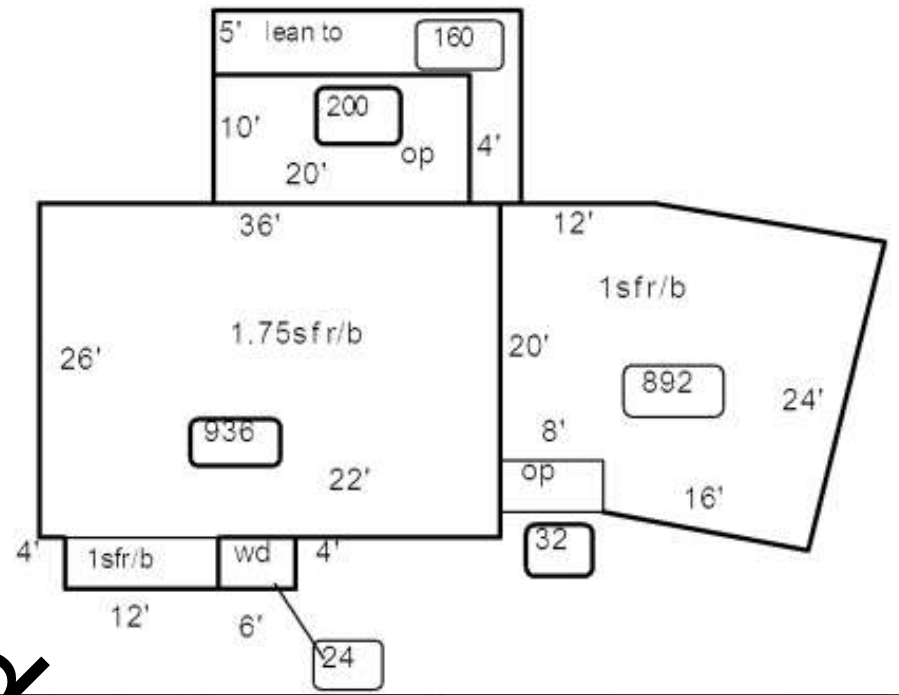 5' lean to 160
200
10' op 4'
20'
36' 12'
1sfr/b
1.75sfr/b 20'
26'
892 24'
936 8'
22' op 16'
4' 1sfr/b wd 4' 32
12' 6'
24